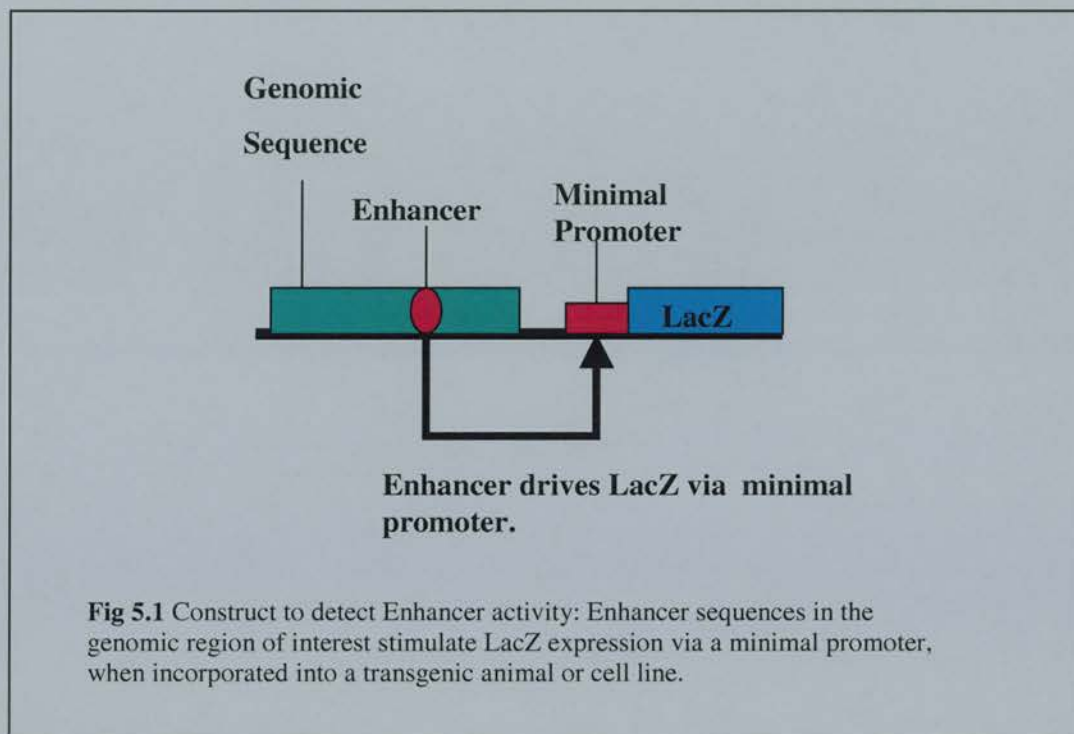 Genomic
Sequence
Enhancer
Minimal
Promoter
LacZ
Enhancer drives LacZ via minimal
promoter.
Fig 5.1 Construct to detect Enhancer activity: Enhancer sequences in the
genomic region of interest stimulate LacZ expression via a minimal promoter,
when incorporated into a transgenic animal or cell line.